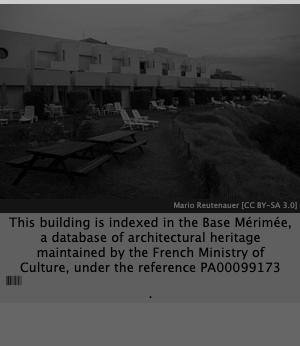 Mario Reutenauer [CC BY-SA 3.0]
This building is indexed in the Base Mérimée,
a database of architectural heritage
maintained by the French Ministry of
Culture, under the reference PA00099173
.